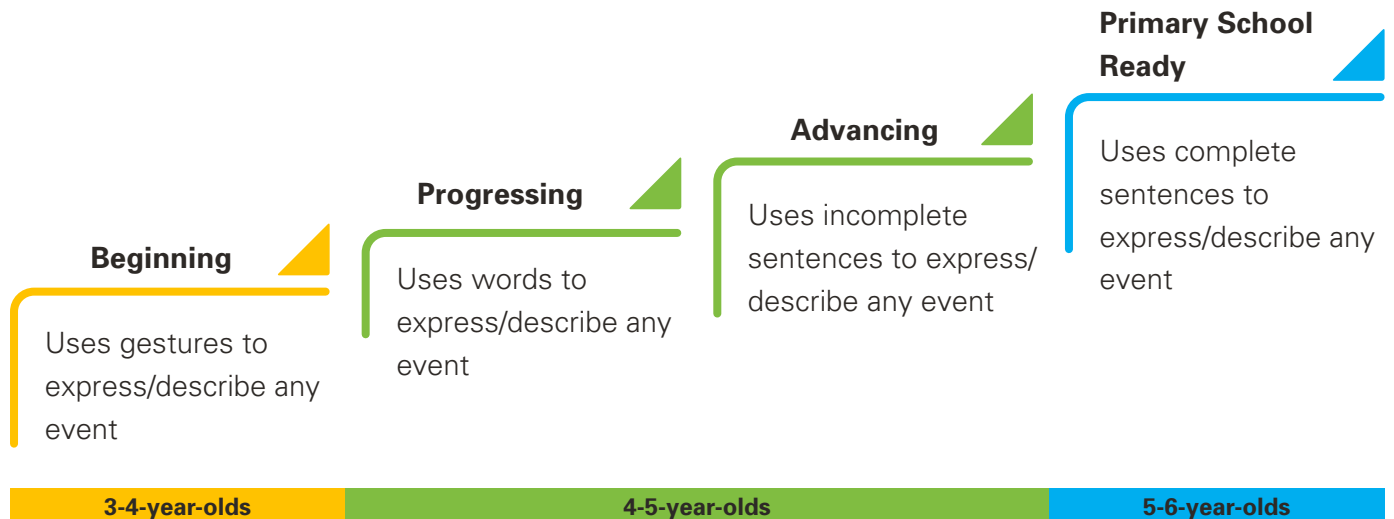 Beginning
Uses gestures to
express/describe any
event
Progressing
Uses words to
express/describe any
event
Advancing
Uses incomplete
sentences to express/
describe any event
Primary School
Ready
Uses complete
sentences to
express/describe any
event
3-4-year-olds
4-5-year-olds
5-6-year-olds